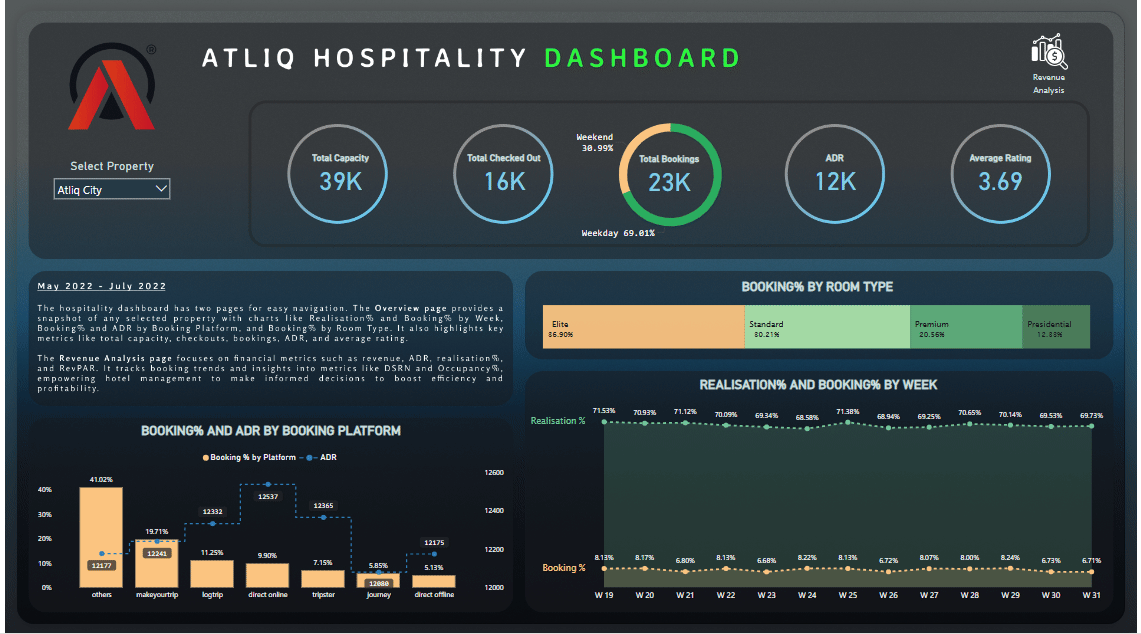 ®
ATLIQ HOSPITALITY DASHBOARD
Revenue
Analysis
Select Property
Atliq City
Total Capacity
39K
Total Checked Out
16K
Weekend
30.99%
Total Bookings
23K
Weekday 69.01%
ADR
12K
Average Rating
3.69
May 2022 - July 2022
The hospitality dashboard has two pages for easy navigation. The Overview page provides a
snapshot of any selected property with charts like Realisation% and Booking% by Week,
Booking% and ADR by Booking Platform, and Booking% by Room Type. It also highlights key
metrics like total capacity, checkouts, bookings, ADR, and average rating.
The Revenue Analysis page focuses on financial metrics such as revenue, ADR, realisation%,
and RevPAR. It tracks booking trends and insights into metrics like DSRN and Occupancy%,
empowering hotel management to make informed decisions to boost efficiency and
profitability.
BOOKING% BY ROOM TYPE
Elite
36.90%
Standard
30.21%
Premium
20.56%
Presidential
12.33%
BOOKING% AND ADR BY BOOKING PLATFORM
Booking % by Platform
ADR
40%
30%
20%
10%
0%
12600
12400
12200
12000
41.02%
19.71%
11.25%
9.90%
7.15%
5.85%
5.13%
12177
12241
12332
12537
12365
12080
12175
others
makeyourtrip
logtrip
direct online
tripster
journey
direct offline
REALISATION% AND BOOKING% BY WEEK
Realisation %
71.53%
70.93%
71.12%
70.09%
69.34%
68.58%
71.38%
68.94%
69.25%
70.65%
70.14%
69.53%
69.73%
Booking %
8.13%
8.17%
6.80%
8.13%
6.68%
8.22%
8.13%
6.72%
8.07%
8.00%
8.24%
6.73%
6.71%
W 19
W 20
W 21
W 22
W 23
W 24
W 25
W 26
W 27
W 28
W 29
W 30
W 31